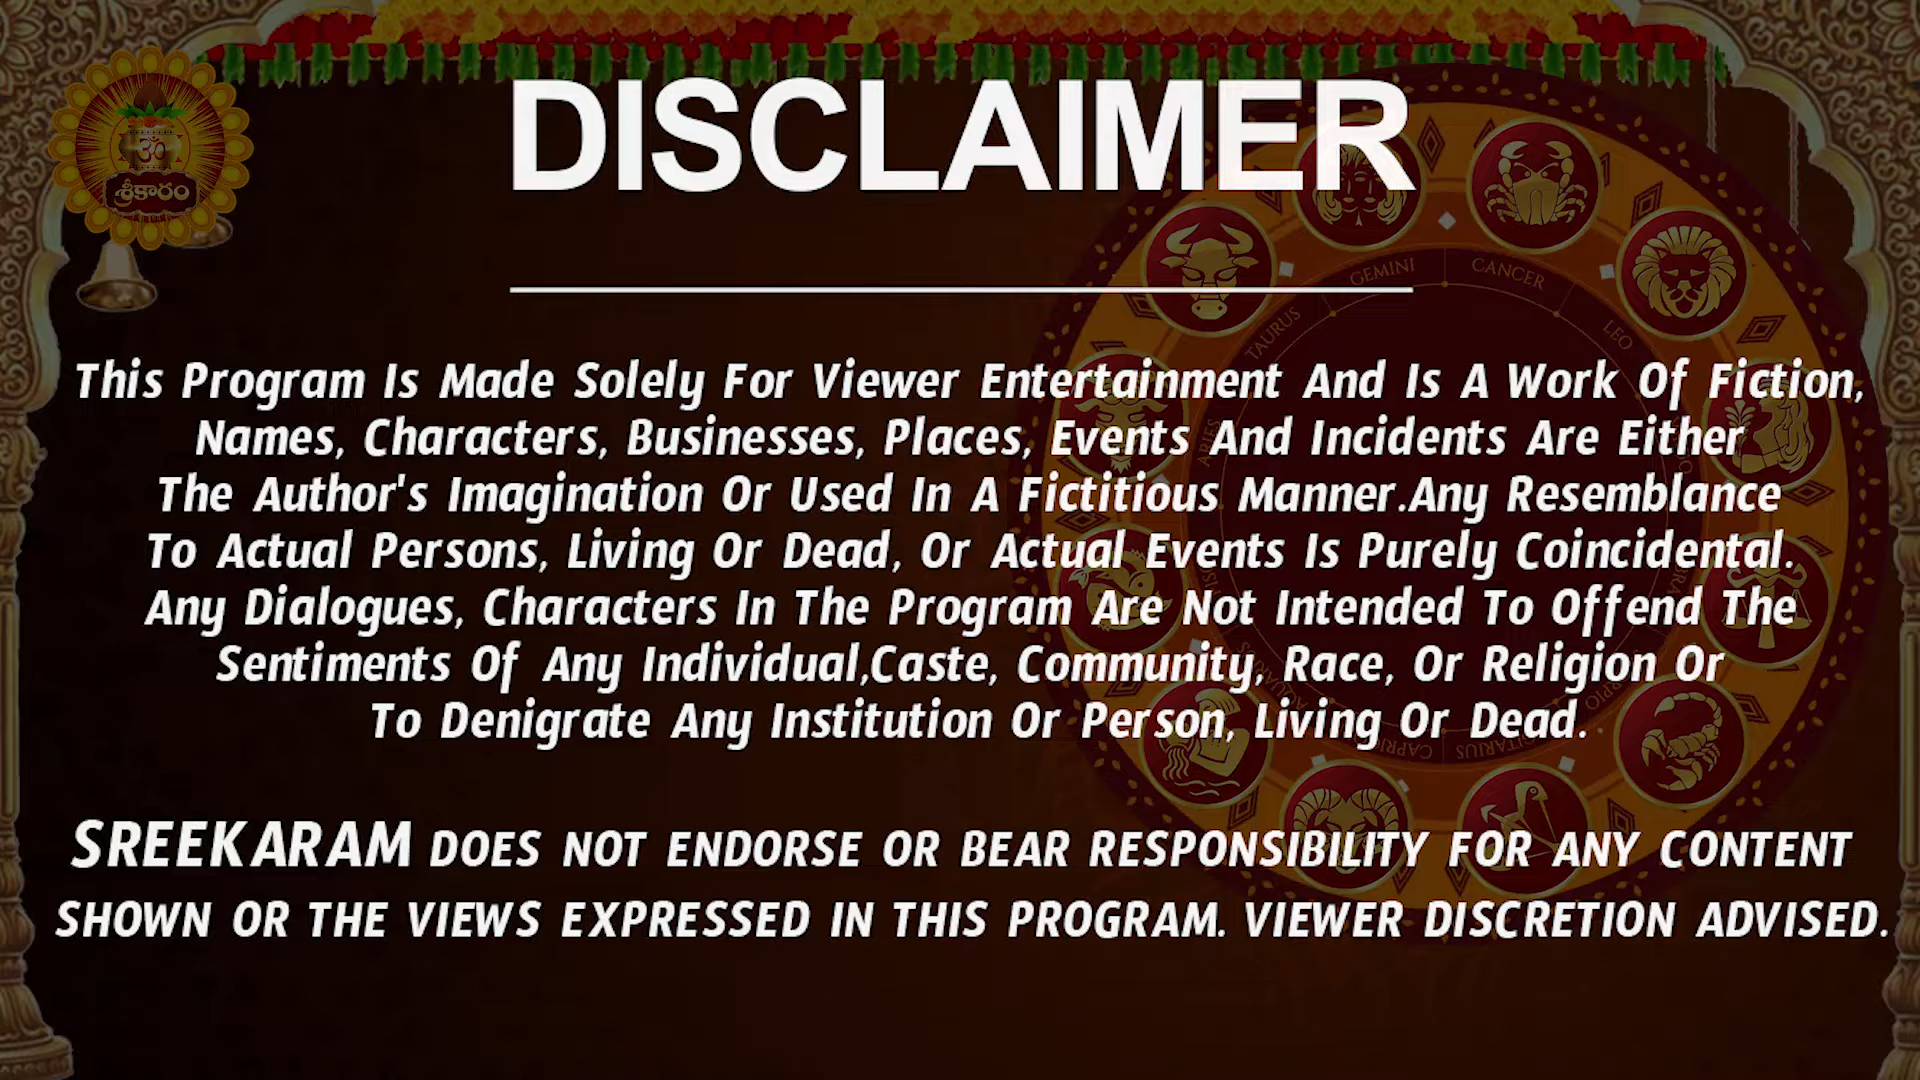 DISCLAIMER
ॐ
శ్రీకారం
GEMINI
CANCER
TAURUS
LEO
This Program Is Made Solely For Viewer Entertainment And Is A Work Of Fiction,
Names, Characters, Businesses, Places, Events And Incidents Are Either
The Author's Imagination Or Used In A Fictitious Manner.Any Resemblance
To Actual Persons, Living Or Dead, Or Actual Events Is Purely Coincidental.
Any Dialogues, Characters In The Program Are Not Intended To Offend The
Sentiments Of Any Individual,Caste, Community, Race, Or Religion Or
To Denigrate Any Institution Or Person, Living Or Dead.
SREEKARAM DOES NOT ENDORSE OR BEAR RESPONSIBILITY FOR ANY CONTENT
SHOWN OR THE VIEWS EXPRESSED IN THIS PROGRAM. VIEWER DISCRETION ADVISED.